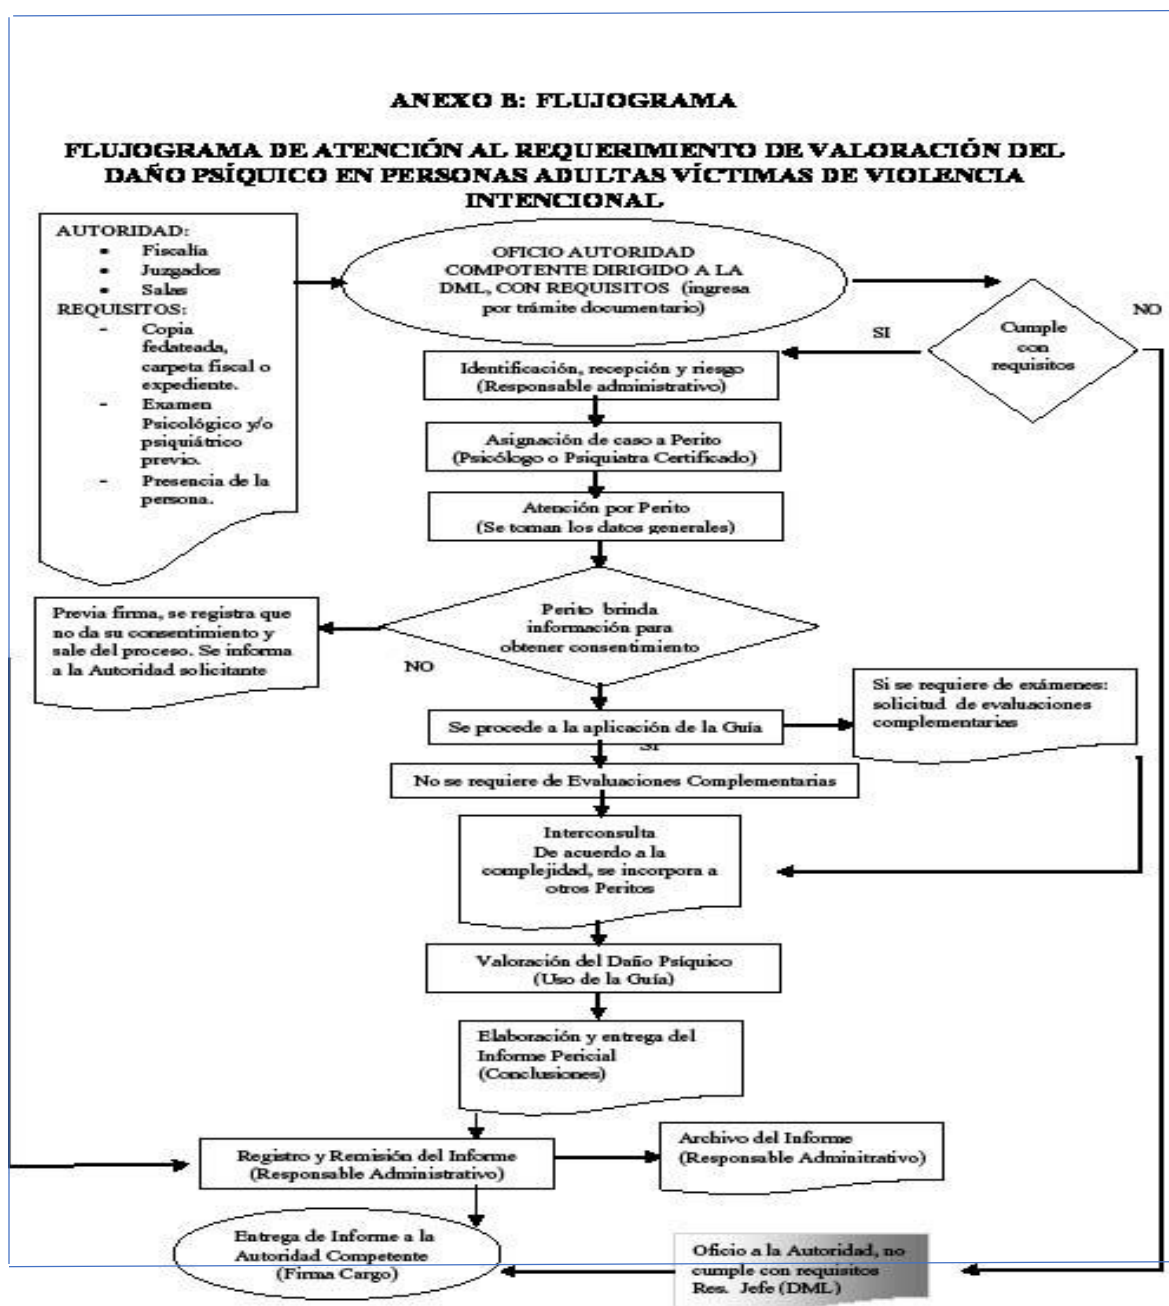 ANEXO B: FLUJOGRAMA
FLUJOGRAMA DE ATENCIÓN AL REQUERIMIENTO DE VALORACIÓN DEL
DAÑO PSÍQUICO EN PERSONAS ADULTAS VÍCTIMAS DE VIOLENCIA
INTENCIONAL
AUTORIDAD:
• Fiscalía
• Juzgados
• Salas
REQUISITOS:
- Copia
fedateada,
carpeta fiscal o
expediente.
- Examen
Psicológico y/o
psiquiátrico
previo.
- Presencia de la
persona.
OFICIO AUTORIDAD
COMPOTENTE DIRIGIDO A LA
DML, CON REQUISITOS (ingresa
por trámite documentario)
Cumple
con
requisitos
NO
SI
Identificación, recepción y riesgo
(Responsable administrativo)
Asignación de caso a Perito
(Psicólogo o Psiquiatra Certificado)
Atención por Perito
(Se toman los datos generales)
Perito brinda
información para
obtener consentimiento
NO
Previa firma, se registra que
no da su consentimiento y
sale del proceso. Se informa
a la Autoridad solicitante
Se procede a la aplicación de la Guía
SI
Si se requiere de exámenes:
solicitud de evaluaciones
complementarias
No se requiere de Evaluaciones Complementarias
Interconsulta
De acuerdo a la
complejidad, se incorpora a
otros Peritos
Valoración del Daño Psíquico
(Uso de la Guía)
Elaboración y entrega del
Informe Pericial
(Conclusiones)
Registro y Remisión del Informe
(Responsable Administrativo)
Archivo del Informe
(Responsable Adminitrativo)
Entrega de Informe a la
Autoridad Competente
(Firma Cargo)
Oficio a la Autoridad, no
cumple con requisitos
Res. Jefe (DML)